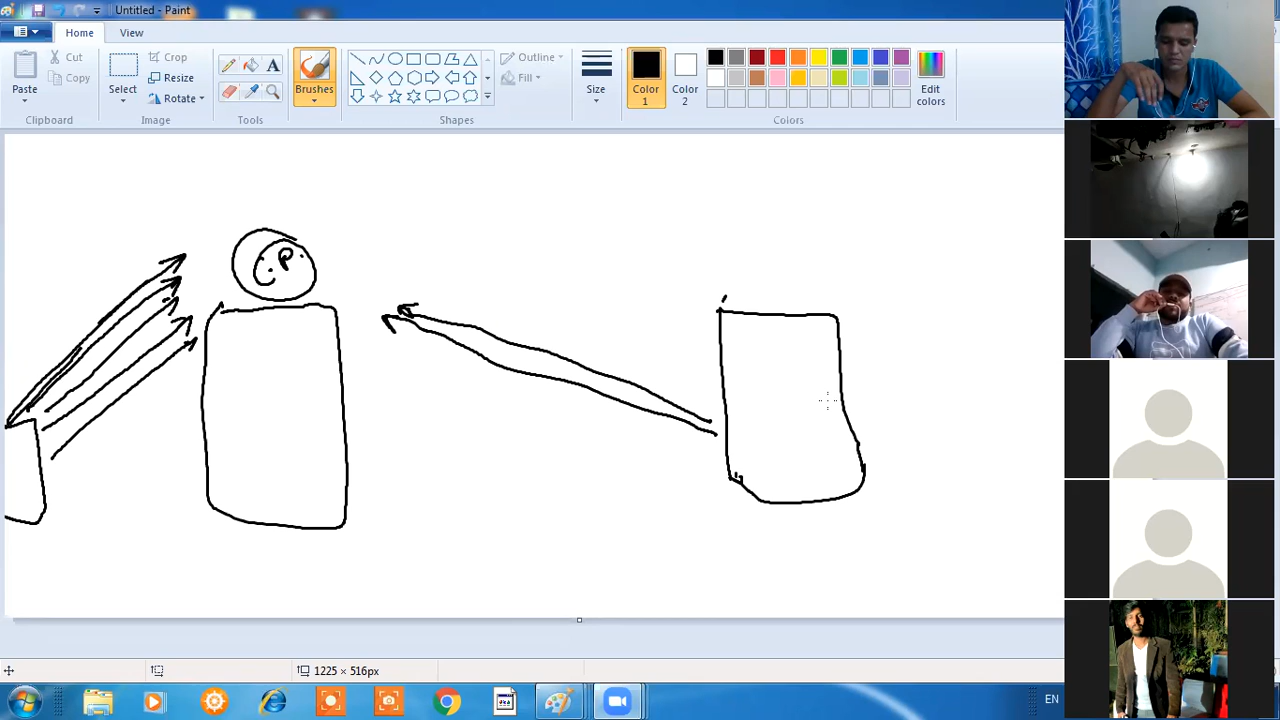 Untitled - Paint
Home View
Paste
Cut
Copy
Clipboard
Select
Crop
Resize
Rotate
Image
Tools
Brushes
Outline
Fill
Shapes
Size
Color 1
Color 2
Edit colors
Colors
P
1225 × 516px
EN